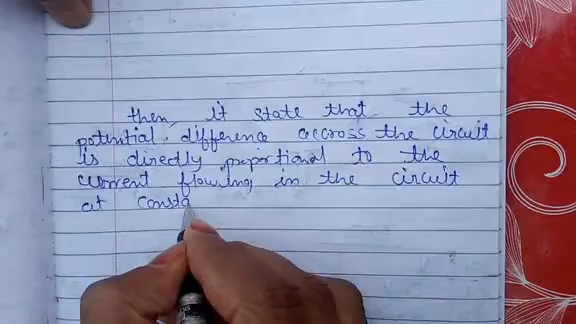 then, it state that the
potential difference accross the circuit
is directly proportional to the
current flowing in the circuit
at consta